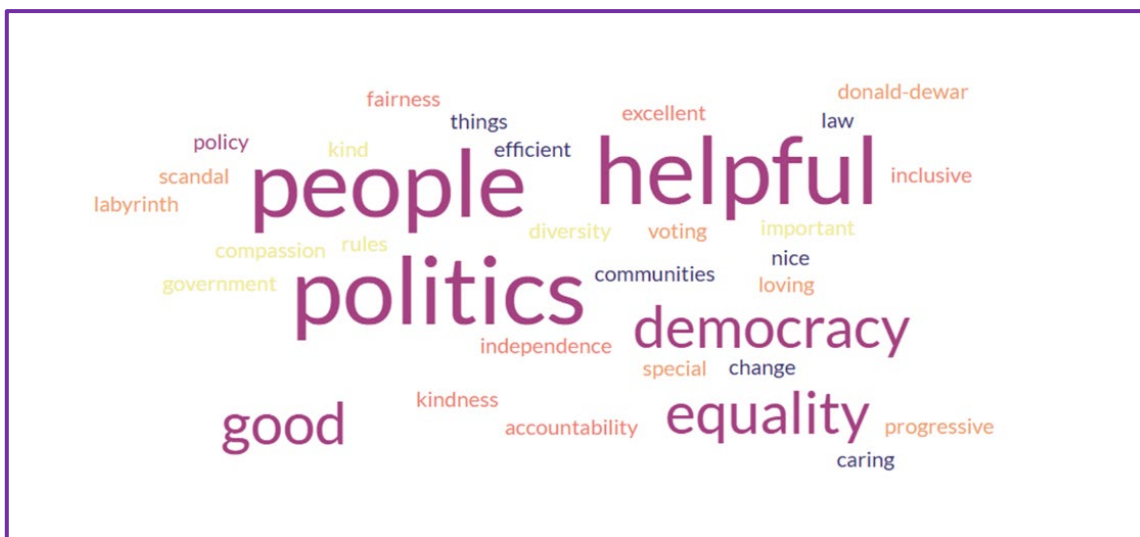 donald-dewar
fairness
excellent
things
law
policy
kind
efficient
people
helpful
scandal
inclusive
labyrinth
diversity
voting
important
compassion
rules
nice
government
politics
communities
loving
democracy
independence
special
change
good
kindness
accountability
equality
progressive
caring